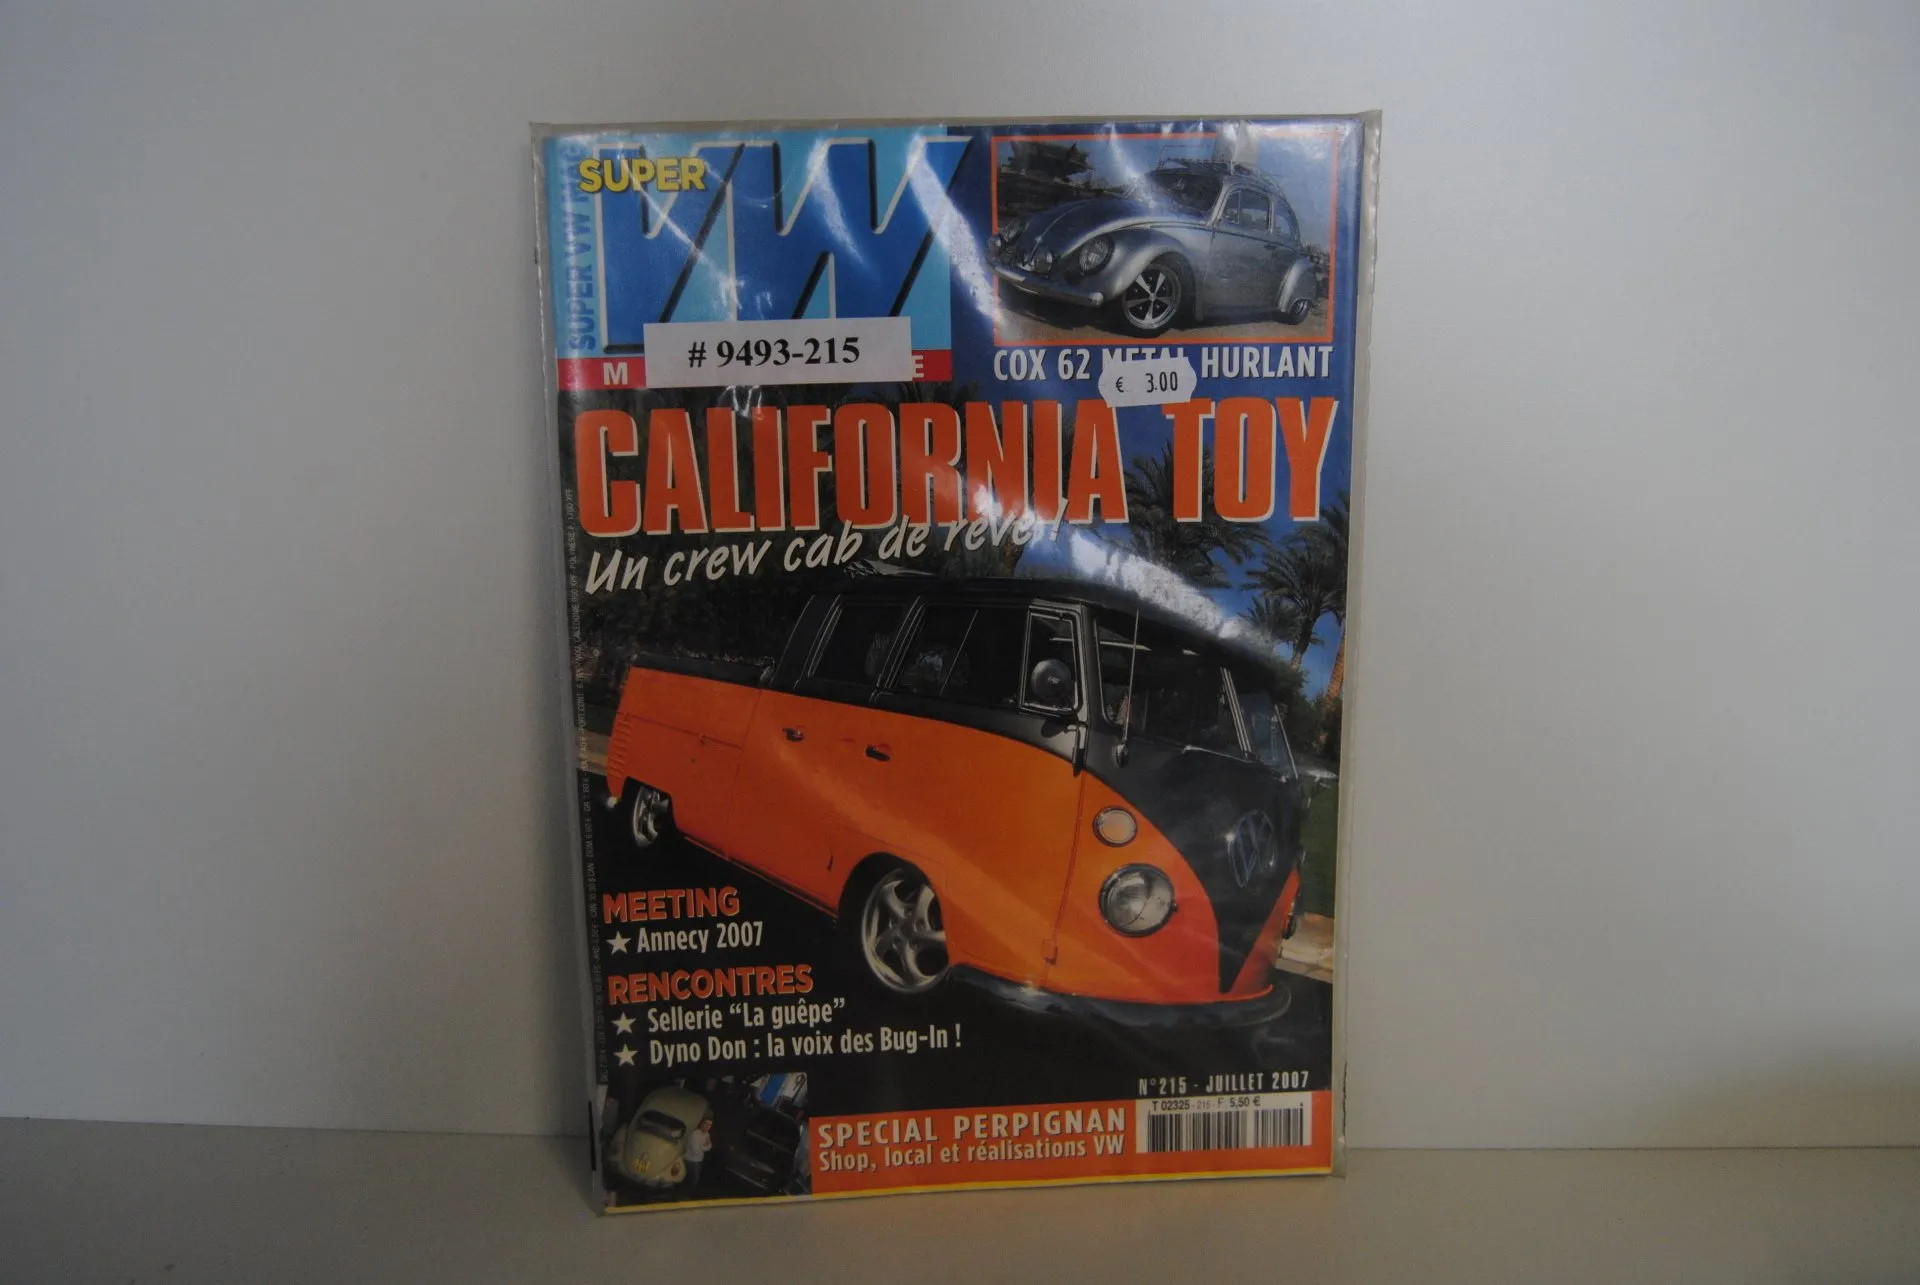 SUPER VW MAG
SUPER
VW
M
E
# 9493-215
COX 62 METAL HURLANT
€ 3.00
CALIFORNIA TOY
Un crew cab de rêve !
MEETING
★ Annecy 2007
RENCONTRES
★ Sellerie “La guêpe”
★ Dyno Don : la voix des Bug-In !
N°215 - JUILLET 2007
T 02325 - 215 - F: 5,50 €
SPECIAL PERPIGNAN
Shop, local et réalisations VW